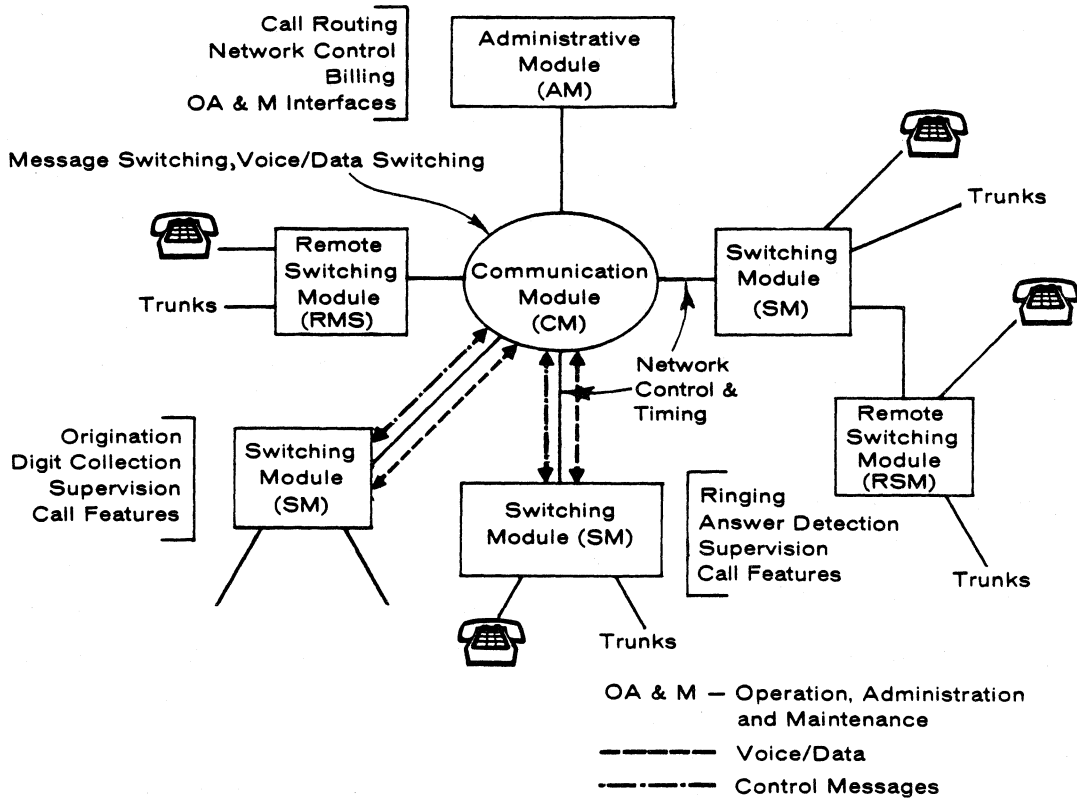 Call Routing
Network Control
Billing
OA & M Interfaces
Administrative
Module
(AM)
Message Switching,Voice/Data Switching
Trunks
Remote
Switching
Module
(RMS)
Trunks
Communication
Module
(CM)
Switching
Module
(SM)
Network
Control &
Timing
Remote
Switching
Module
(RSM)
Trunks
Origination
Digit Collection
Supervision
Call Features
Switching
Module
(SM)
Switching
Module (SM)
Ringing
Answer Detection
Supervision
Call Features
Trunks
OA & M – Operation, Administration
and Maintenance
Voice/Data
Control Messages